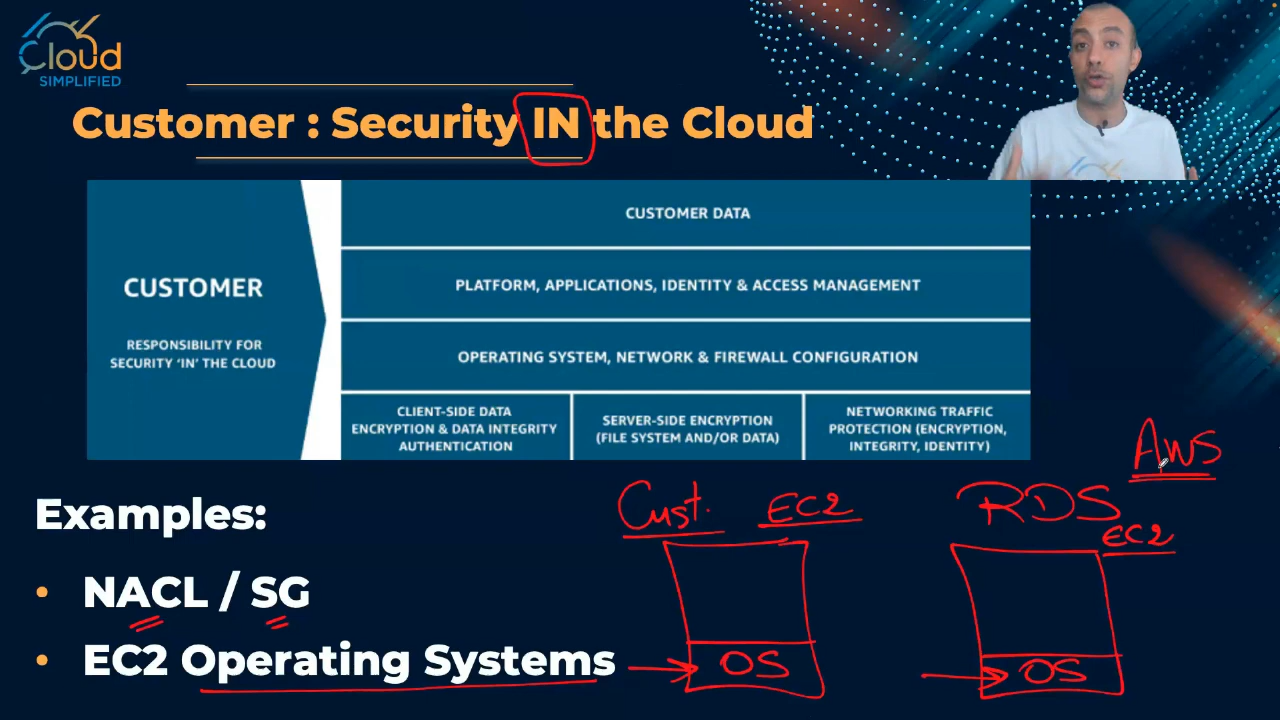 Cloud
SIMPLIFIED
Customer : Security IN the Cloud
CUSTOMER
RESPONSIBILITY FOR
SECURITY 'IN' THE CLOUD
CUSTOMER DATA
PLATFORM, APPLICATIONS, IDENTITY & ACCESS MANAGEMENT
OPERATING SYSTEM, NETWORK & FIREWALL CONFIGURATION
CLIENT-SIDE DATA
ENCRYPTION & DATA INTEGRITY
AUTHENTICATION
SERVER-SIDE ENCRYPTION
(FILE SYSTEM AND/OR DATA)
NETWORKING TRAFFIC
PROTECTION (ENCRYPTION,
INTEGRITY, IDENTITY)
Examples:
• NACL / SG
• EC2 Operating Systems
Cust. EC2
OS
AWS
RDS
EC2
OS